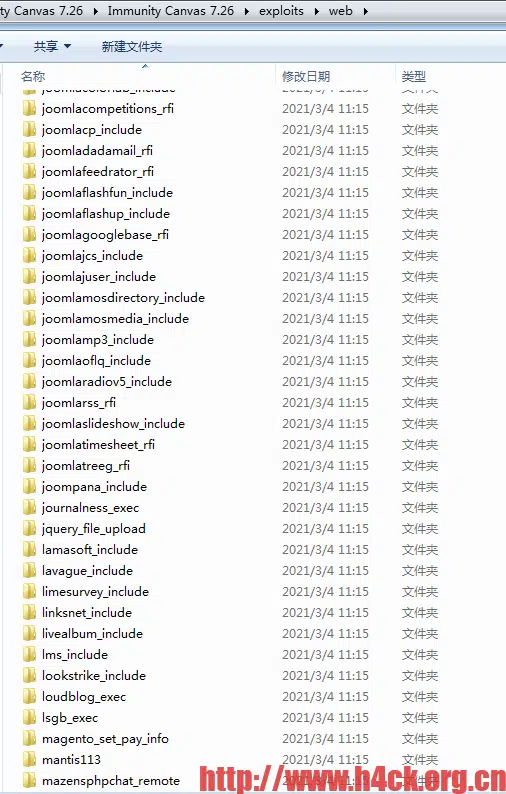 ty Canvas 7.26 ▸ Immunity Canvas 7.26 ▸ exploits ▸ web ▸
共享 ▼ 新建文件夹
名称 修改日期 类型
joomlacompetitions_rfi 2021/3/4 11:15 文件夹
joomlacp_include 2021/3/4 11:15 文件夹
joomladadamail_rfi 2021/3/4 11:15 文件夹
joomlafeedrator_rfi 2021/3/4 11:15 文件夹
joomlaflashfun_include 2021/3/4 11:15 文件夹
joomlaflashup_include 2021/3/4 11:15 文件夹
joomlagooglebase_rfi 2021/3/4 11:15 文件夹
joomlajcs_include 2021/3/4 11:15 文件夹
joomlajuser_include 2021/3/4 11:15 文件夹
joomlamosdirectory_include 2021/3/4 11:15 文件夹
joomlamosmedia_include 2021/3/4 11:15 文件夹
joomlamp3_include 2021/3/4 11:15 文件夹
joomlaoflq_include 2021/3/4 11:15 文件夹
joomlaradiov5_include 2021/3/4 11:15 文件夹
joomlarss_rfi 2021/3/4 11:15 文件夹
joomlaslideshow_include 2021/3/4 11:15 文件夹
joomlatimesheet_rfi 2021/3/4 11:15 文件夹
joomlatreeg_rfi 2021/3/4 11:15 文件夹
joompana_include 2021/3/4 11:15 文件夹
journalness_exec 2021/3/4 11:15 文件夹
jquery_file_upload 2021/3/4 11:15 文件夹
lamasoft_include 2021/3/4 11:15 文件夹
lavague_include 2021/3/4 11:15 文件夹
limesurvey_include 2021/3/4 11:15 文件夹
linksnet_include 2021/3/4 11:15 文件夹
livealbum_include 2021/3/4 11:15 文件夹
lms_include 2021/3/4 11:15 文件夹
lookstrike_include 2021/3/4 11:15 文件夹
loudblog_exec 2021/3/4 11:15 文件夹
lsgb_exec 2021/3/4 11:15 文件夹
magento_set_pay_info 2021/3/4 11:15 文件夹
mantis113 2021/3/4 11:15 文件夹
mazensphpchat_remote 2021/3/4 11:15 文件夹
http://www.h4ck.org.cn